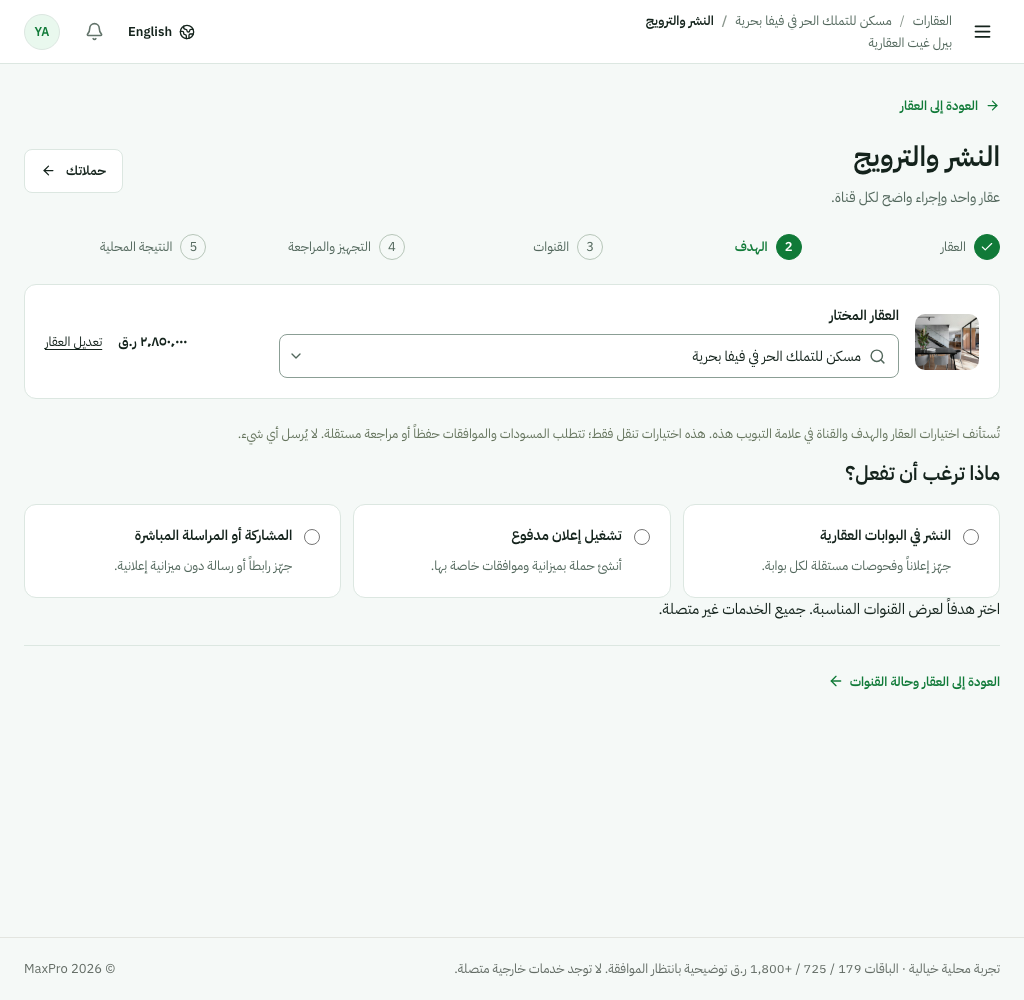 العقارات / مسكن للتملك الحر في فيفا بحرية / النشر والترويج
بيرل غيت العقارية
English
YA
العودة إلى العقار
النشر والترويج
عقار واحد وإجراء واضح لكل قناة.
حملاتك
العقار
2 الهدف
3 القنوات
4 التجهيز والمراجعة
5 النتيجة المحلية
العقار المختار
مسكن للتملك الحر في فيفا بحرية
٢,٨٥٠,٠٠٠ ر.ق
تعديل العقار
تُستأنف اختيارات العقار والهدف والقناة في علامة التبويب هذه. هذه اختيارات تنقل فقط؛ تتطلب المسودات والموافقات حفظاً أو مراجعة مستقلة. لا يُرسل أي شيء.
ماذا ترغب أن تفعل؟
النشر في البوابات العقارية
جهّز إعلاناً وفحوصات مستقلة لكل بوابة.
تشغيل إعلان مدفوع
أنشئ حملة بميزانية وموافقات خاصة بها.
المشاركة أو المراسلة المباشرة
جهّز رابطاً أو رسالة دون ميزانية إعلانية.
اختر هدفاً لعرض القنوات المناسبة. جميع الخدمات غير متصلة.
العودة إلى العقار وحالة القنوات
تجربة محلية خيالية · الباقات 179 / 725 / +1,800 ر.ق توضيحية بانتظار الموافقة. لا توجد خدمات خارجية متصلة.
© 2026 MaxPro